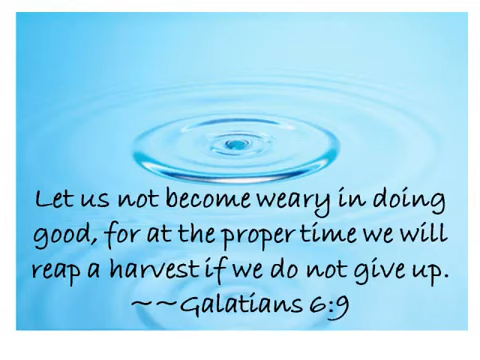 Let us not become weary in doing
good, for at the proper time we will
reap a harvest if we do not give up.
~~Galatians 6:9